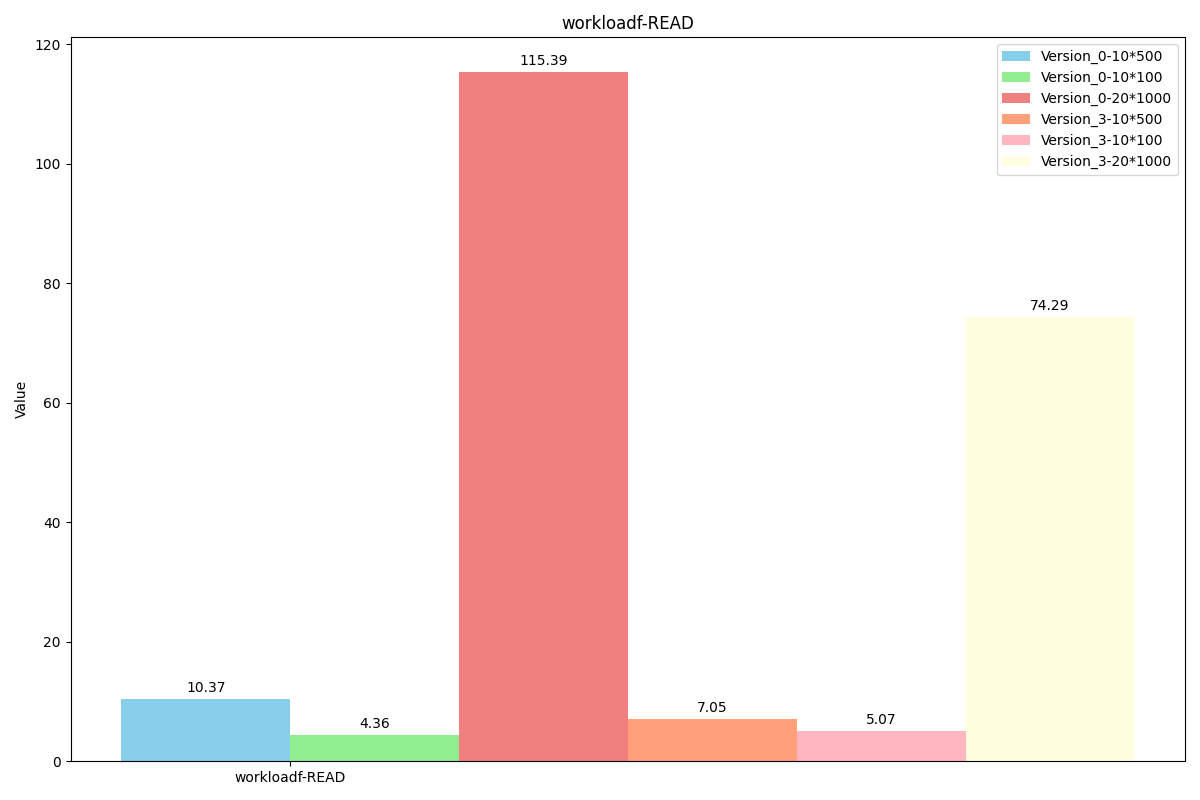 workloadf-READ
120
100
80
60
40
20
0
Value
115.39
74.29
10.37
4.36
7.05
5.07
workloadf-READ
Version_0-10*500
Version_0-10*100
Version_0-20*1000
Version_3-10*500
Version_3-10*100
Version_3-20*1000